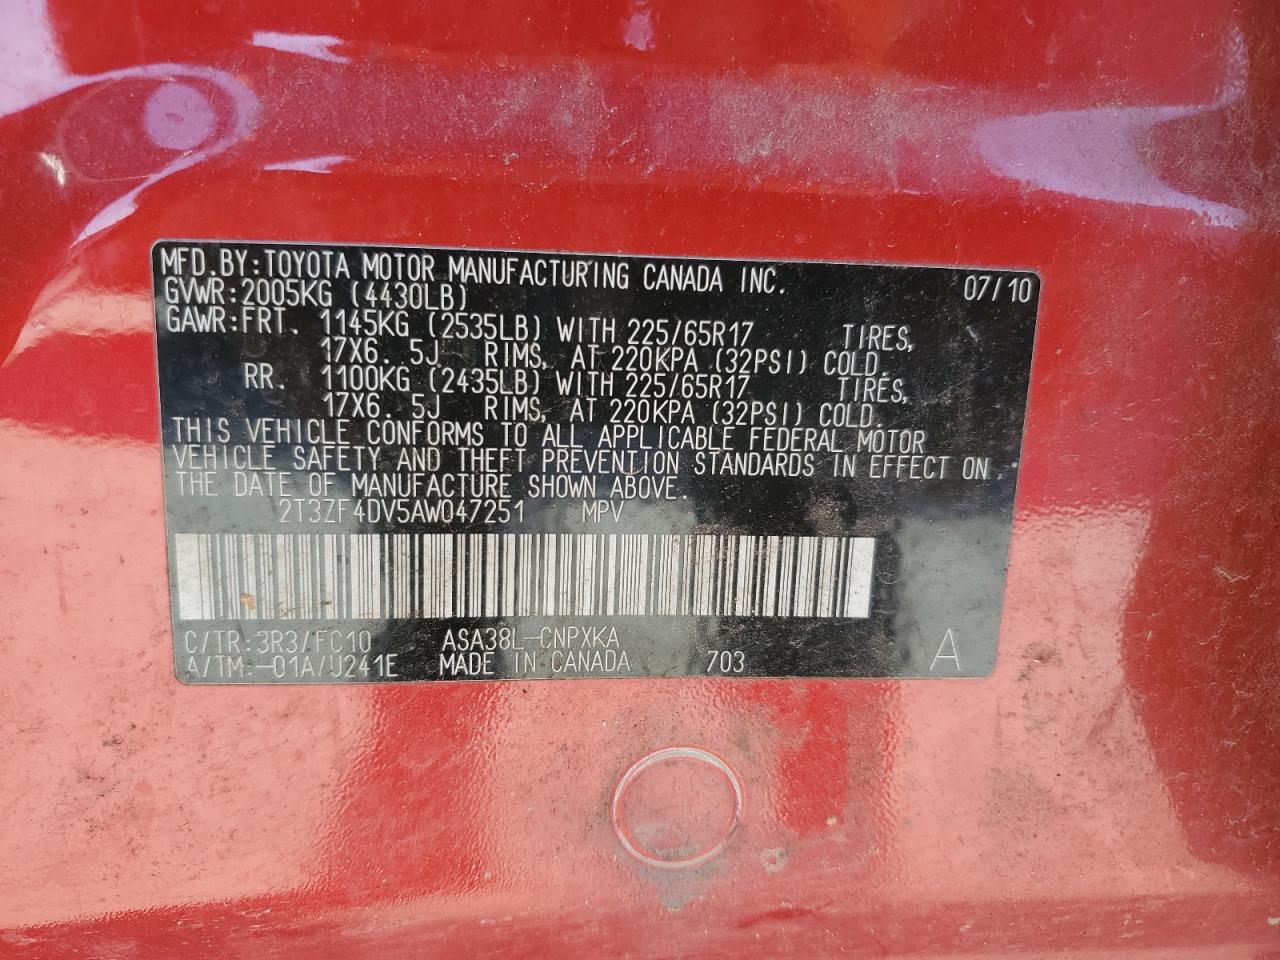 MFD.BY:TOYOTA MOTOR MANUFACTURING CANADA INC. 07/10
GVWR:2005KG (4430LB)
GAWR:FRT. 1145KG (2535LB) WITH 225/65R17 TIRES,
17X6.5J RIMS, AT 220KPA (32PSI) COLD.
RR. 1100KG (2435LB) WITH 225/65R17 TIRES,
17X6.5J RIMS, AT 220KPA (32PSI) COLD.
THIS VEHICLE CONFORMS TO ALL APPLICABLE FEDERAL MOTOR
VEHICLE SAFETY AND THEFT PREVENTION STANDARDS IN EFFECT ON
THE DATE OF MANUFACTURE SHOWN ABOVE.
2T3ZF4DV5AW047251 MPV
C/TR:3R3/FC10 ASA38L-CNPXKA
A/TM:-01A/U241E MADE IN CANADA 703 A